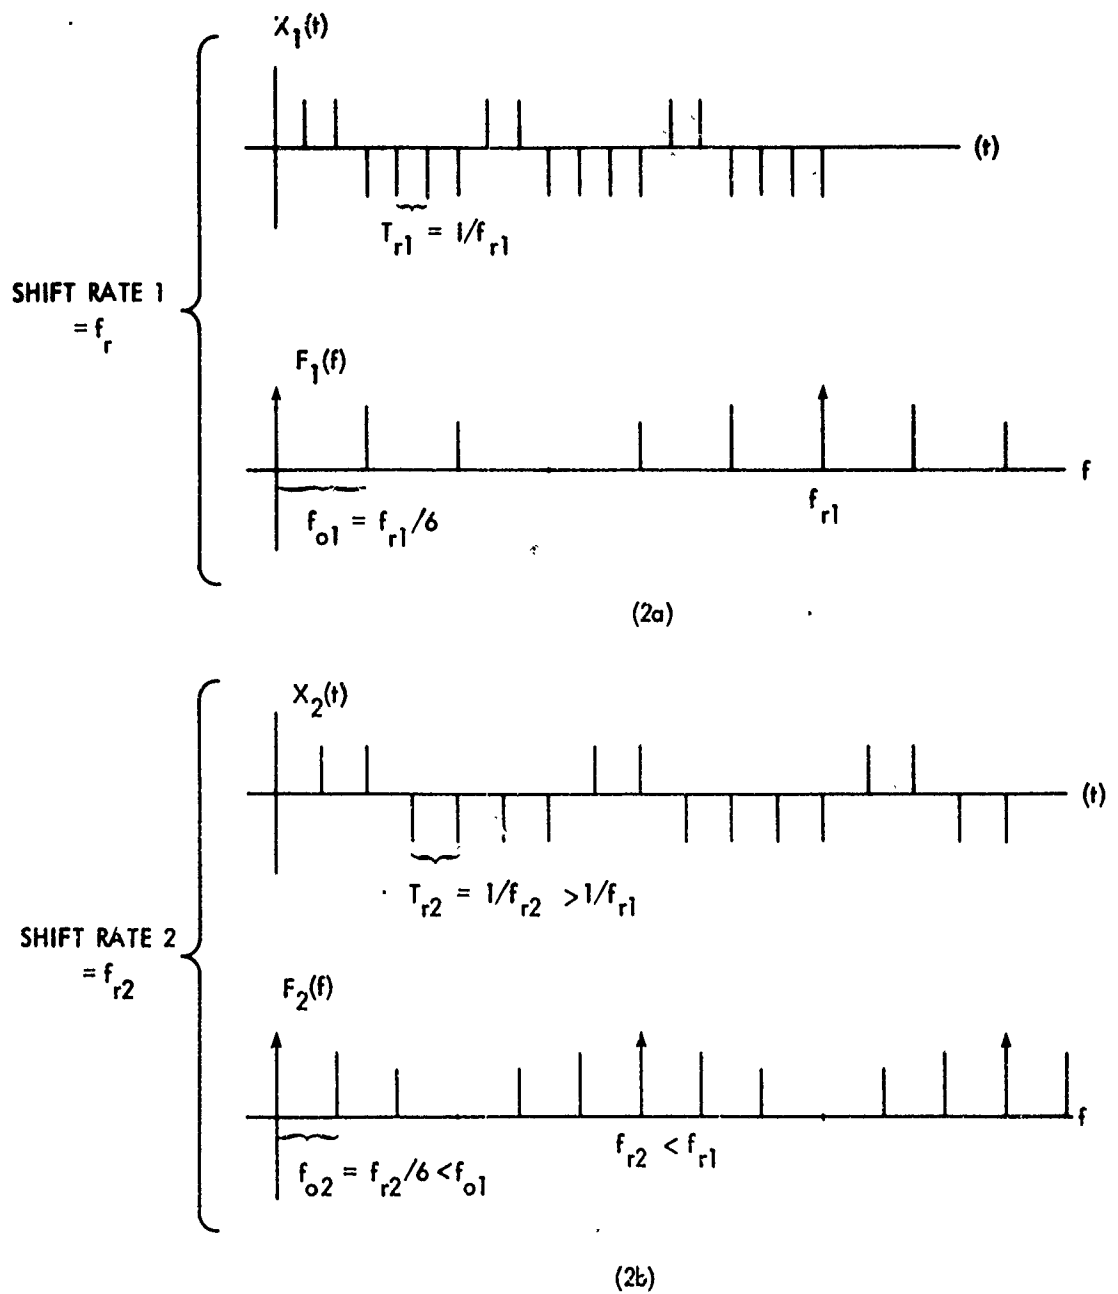 X1(t)
(t)
Tr1 = 1/fr1
SHIFT RATE 1
= fr
F1(f)
f
fr1
fo1 = fr1/6
(2a)
X2(t)
(t)
Tr2 = 1/fr2 > 1/fr1
SHIFT RATE 2
= fr2
F2(f)
f
fr2 < fr1
fo2 = fr2/6 < fo1
(2b)